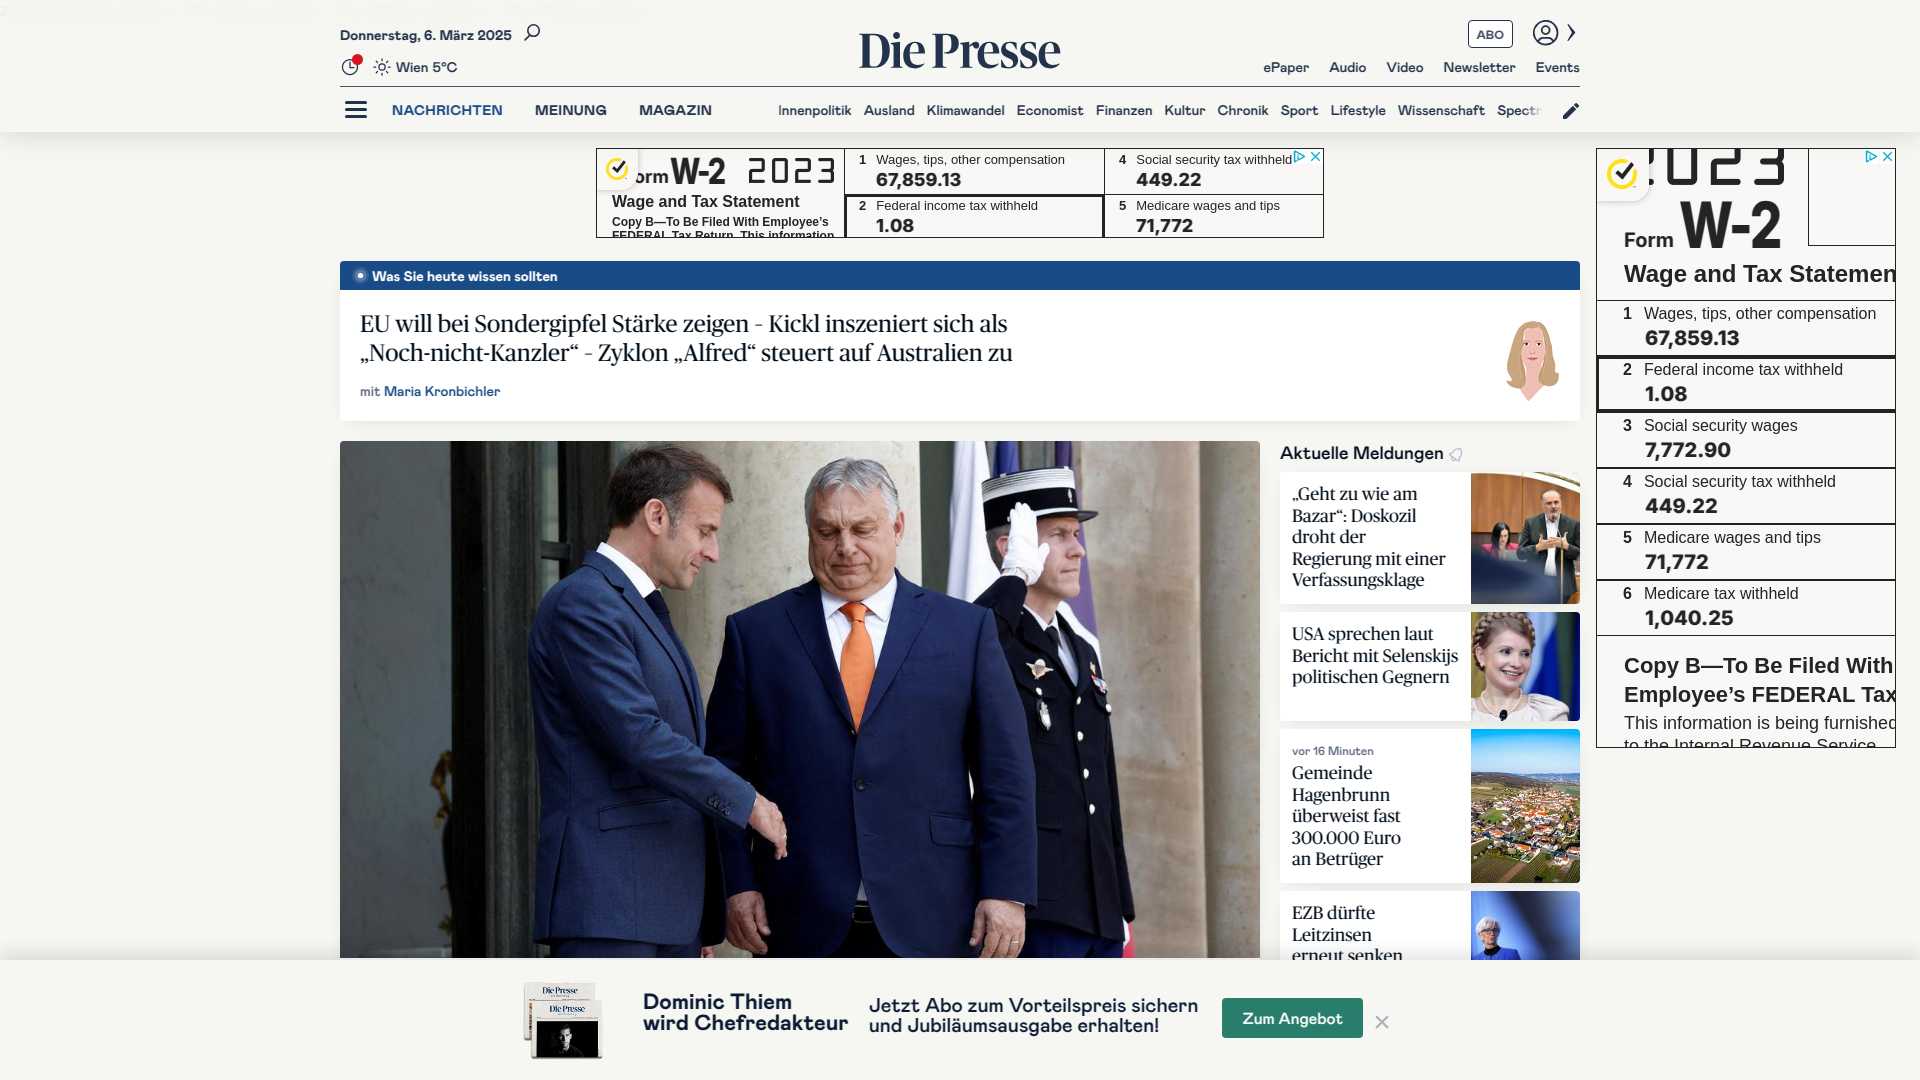 Donnerstag, 6. März 2025
Wien 5°C
Die Presse
ABO
ePaper Audio Video Newsletter Events
NACHRICHTEN MEINUNG MAGAZIN
Innenpolitik Ausland Klimawandel Economist Finanzen Kultur Chronik Sport Lifestyle Wissenschaft Spectr
orm W-2 2023
Wage and Tax Statement
Copy B—To Be Filed With Employee’s
FEDERAL Tax Return. This information
1 Wages, tips, other compensation
67,859.13
2 Federal income tax withheld
1.08
4 Social security tax withheld
449.22
5 Medicare wages and tips
71,772
2023
Form W-2
Wage and Tax Statemen
1 Wages, tips, other compensation
67,859.13
2 Federal income tax withheld
1.08
3 Social security wages
7,772.90
4 Social security tax withheld
449.22
5 Medicare wages and tips
71,772
6 Medicare tax withheld
1,040.25
Copy B—To Be Filed With
Employee’s FEDERAL Tax
This information is being furnished
to the Internal Revenue Service
Was Sie heute wissen sollten
EU will bei Sondergipfel Stärke zeigen – Kickl inszeniert sich als
„Noch-nicht-Kanzler“ – Zyklon „Alfred“ steuert auf Australien zu
mit Maria Kronbichler
Aktuelle Meldungen
„Geht zu wie am
Bazar“: Doskozil
droht der
Regierung mit einer
Verfassungsklage
USA sprechen laut
Bericht mit Selenskijs
politischen Gegnern
vor 16 Minuten
Gemeinde
Hagenbrunn
überweist fast
300.000 Euro
an Betrüger
EZB dürfte
Leitzinsen
erneut senken
Die Presse
Die Presse
Dominic Thiem
wird Chefredakteur
Jetzt Abo zum Vorteilspreis sichern
und Jubiläumsausgabe erhalten!
Zum Angebot